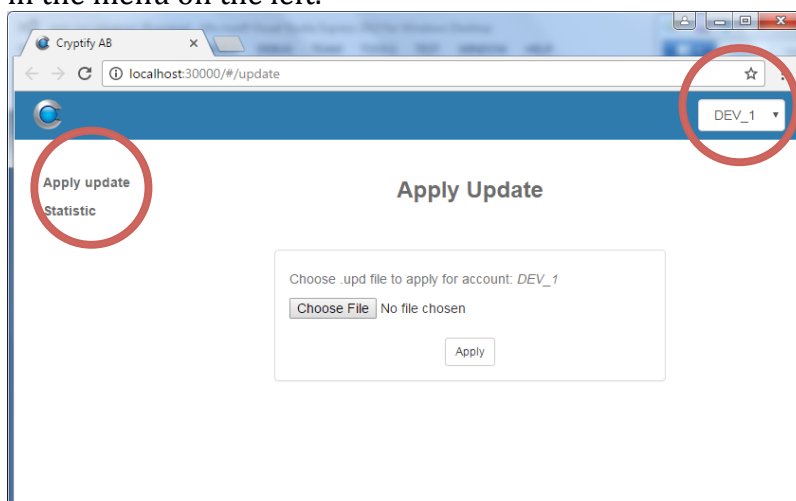 in the menu on the left.
Cryptify AB
localhost:30000/#/update
DEV_1
Apply update
Statistic
Apply Update
Choose .upd file to apply for account: DEV_1
Choose File No file chosen
Apply